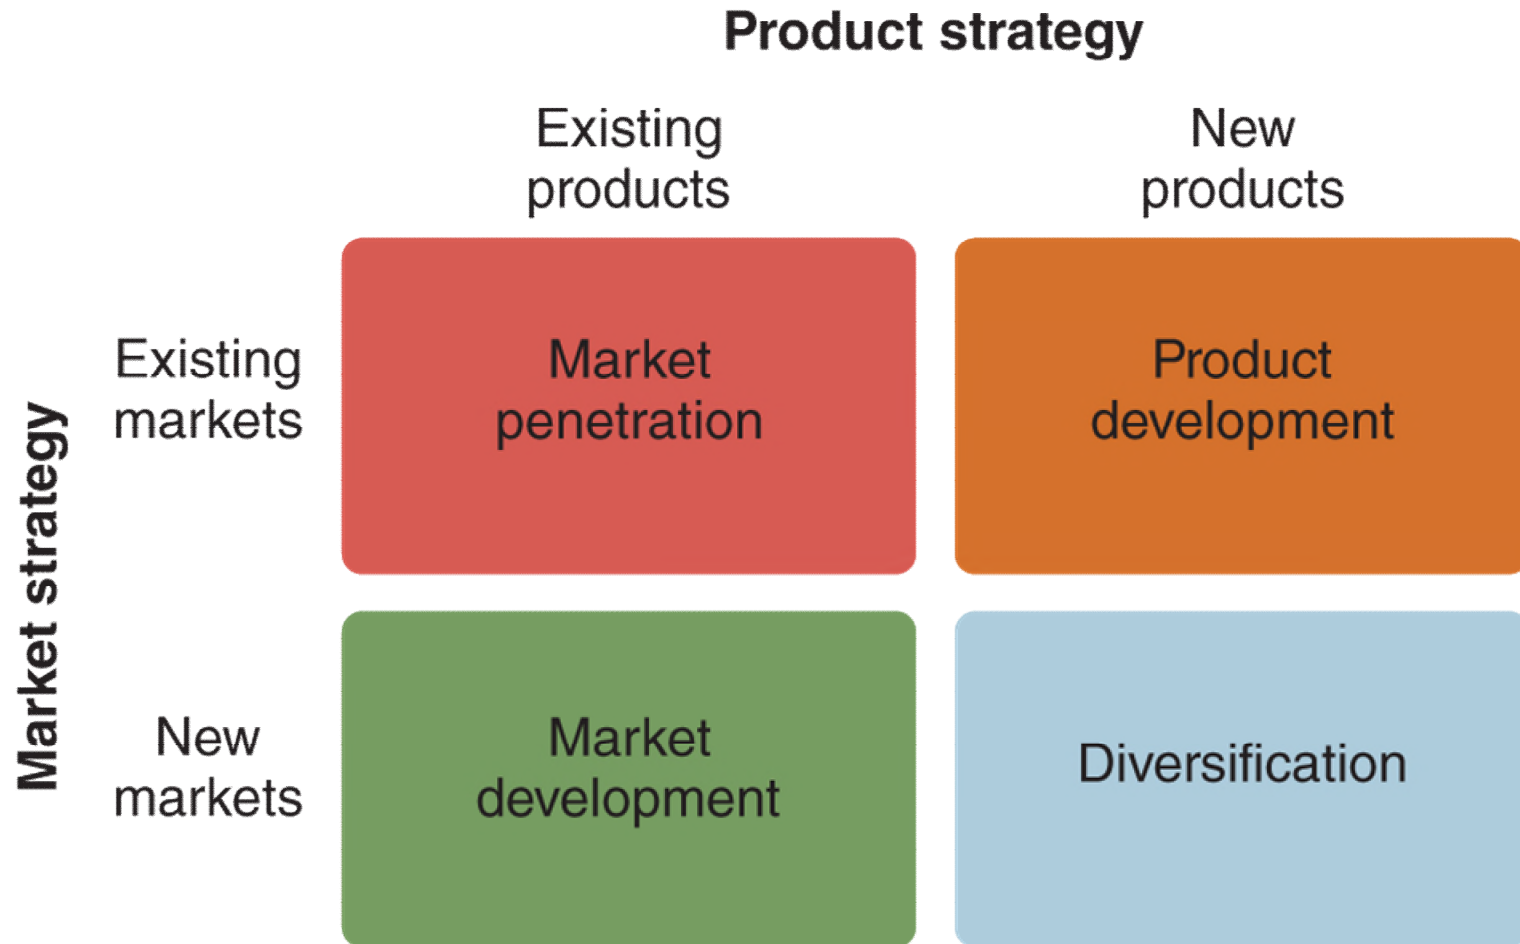 Product strategy
Existing
products
New
products
Market strategy
Existing
markets
Market
penetration
Product
development
New
markets
Market
development
Diversification